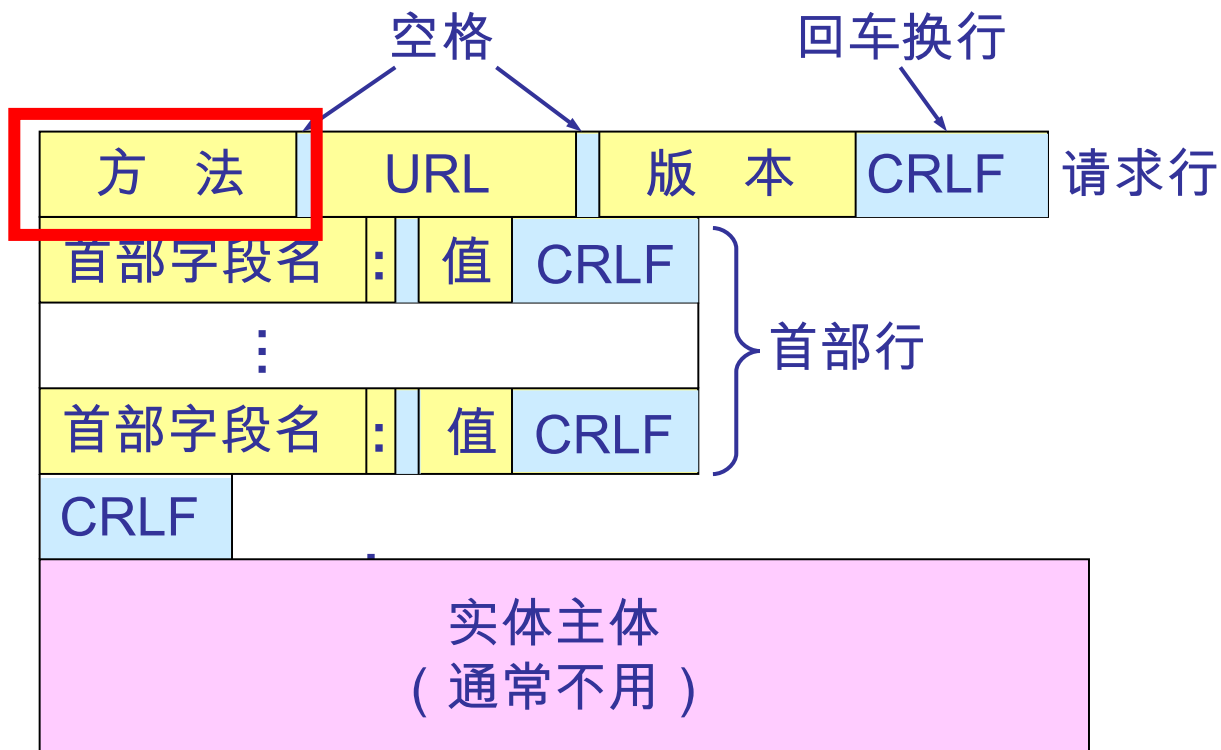 空格 回车换行
方 法 URL 版 本 CRLF 请求行
首部字段名 : 值 CRLF
⋮ 首部行
首部字段名 : 值 CRLF
CRLF
实体主体
（通常不用）